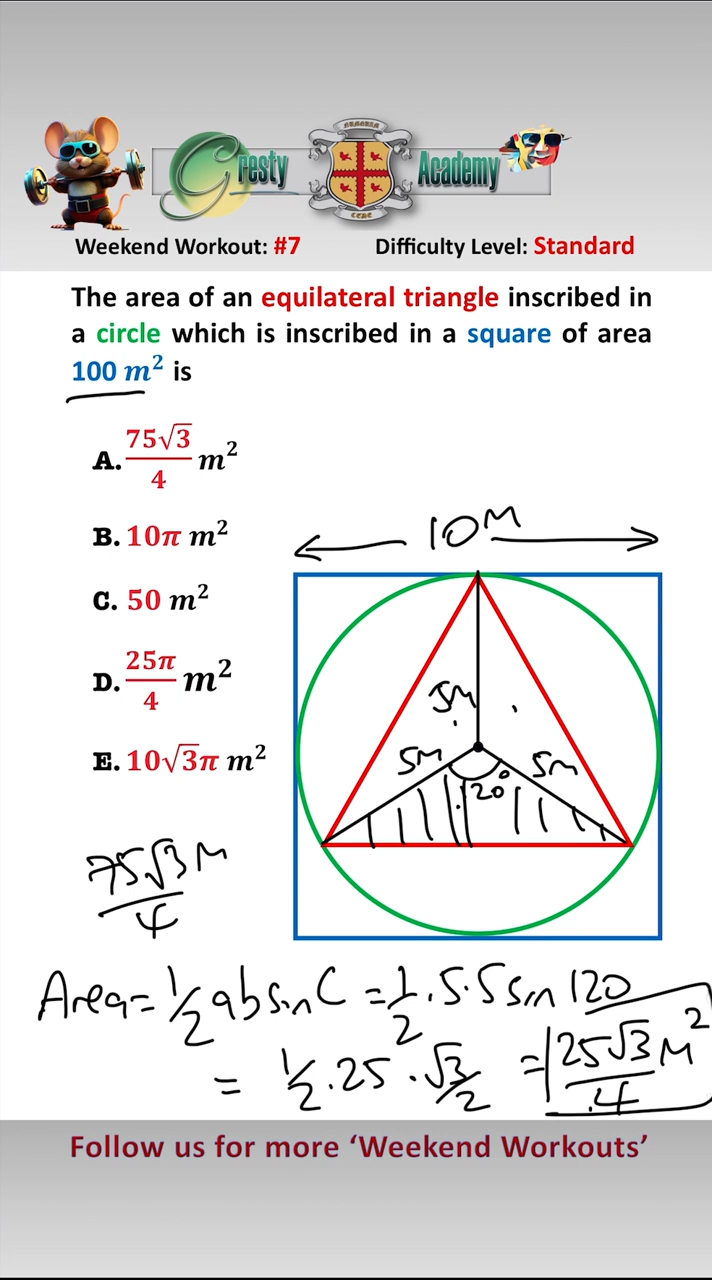 NUMORUM
Gresty Academy
CEDE
Weekend Workout: #7 Difficulty Level: Standard
The area of an equilateral triangle inscribed in
a circle which is inscribed in a square of area
100 m² is
A. 75√3/4 m²
B. 10π m²
C. 50 m²
D. 25π/4 m²
E. 10√3π m²
10M
5M
5M
5M
120°
75√3 M/4
Area = 1/2 ab sin C = 1/2 . 5 . 5 sin 120
= 1/2 . 25 . √3/2 = 25√3/4 M²
Follow us for more ‘Weekend Workouts’